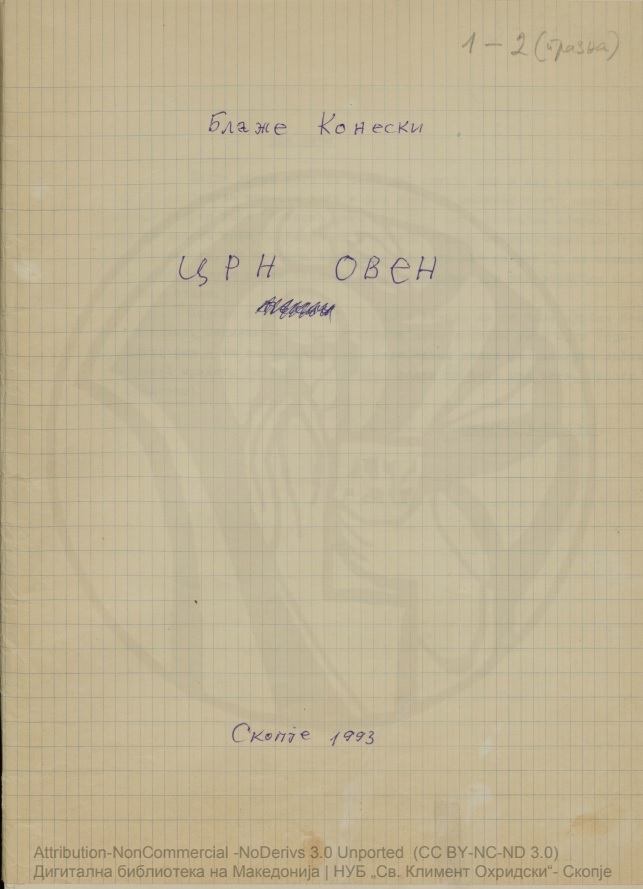 1-2 (празна)
Блаже Конески
ЦРН ОВЕН
Скопје 1993
Attribution-NonCommercial -NoDerivs 3.0 Unported (CC BY-NC-ND 3.0)
Дигитална библиотека на Македонија | НУБ „Св. Климент Охридски“- Скопје